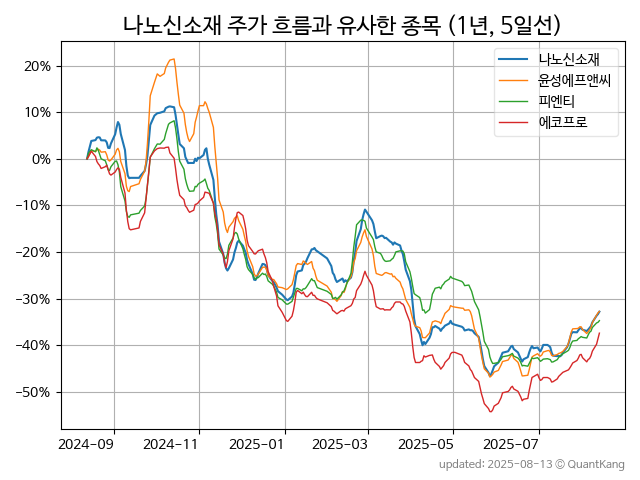 나노신소재 주가 흐름과 유사한 종목 (1년, 5일선)
나노신소재
윤성에프앤씨
피엔티
에코프로
20%
10%
0%
−10%
−20%
−30%
−40%
−50%
2024-09 2024-11 2025-01 2025-03 2025-05 2025-07
updated: 2025-08-13 © QuantKang